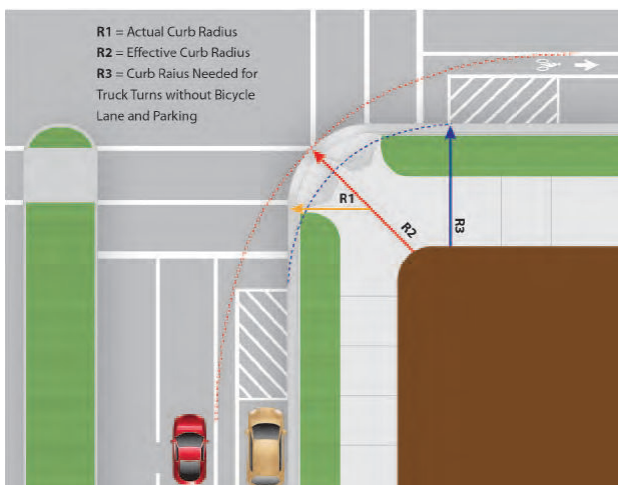 R1 = Actual Curb Radius
R2 = Effective Curb Radius
R3 = Curb Raius Needed for
Truck Turns without Bicycle
Lane and Parking
R1
R2
R3